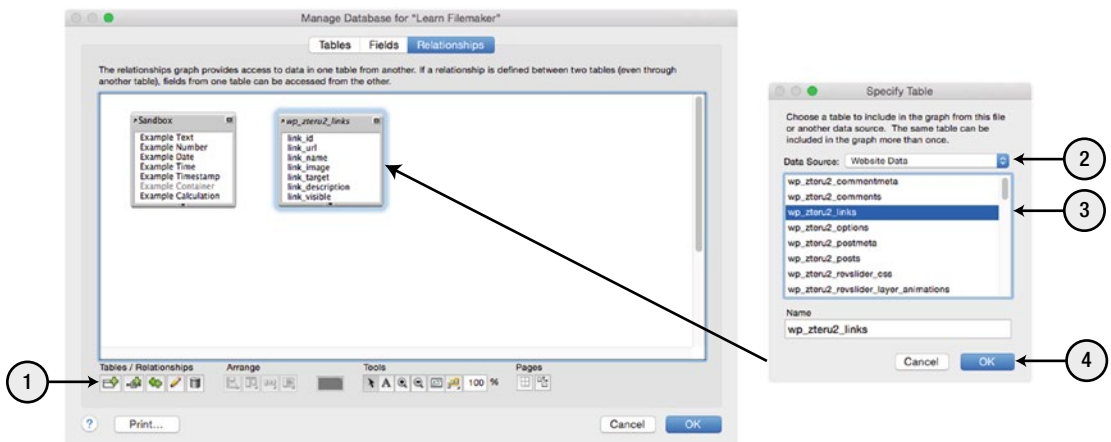 Manage Database for "Learn Filemaker"
Tables Fields Relationships
The relationships graph provides access to data in one table from another. If a relationship is defined between two tables (even through
another table), fields from one table can be accessed from the other.
Sandbox
Example Text
Example Number
Example Date
Example Time
Example Timestamp
Example Container
Example Calculation
wp_zteru2_links
link_id
link_url
link_name
link_image
link_target
link_description
link_visible
Tables / Relationships Arrange Tools Pages
A 100 %
? Print... Cancel OK
1
Specify Table
Choose a table to include in the graph from this file
or another data source. The same table can be
included in the graph more than once.
Data Source: Website Data
2
wp_zteru2_commentmeta
wp_zteru2_comments
wp_zteru2_links
3
wp_zteru2_options
wp_zteru2_postmeta
wp_zteru2_posts
wp_zteru2_revslider_css
wp_zteru2_revslider_layer_animations
Name
wp_zteru2_links
Cancel OK
4